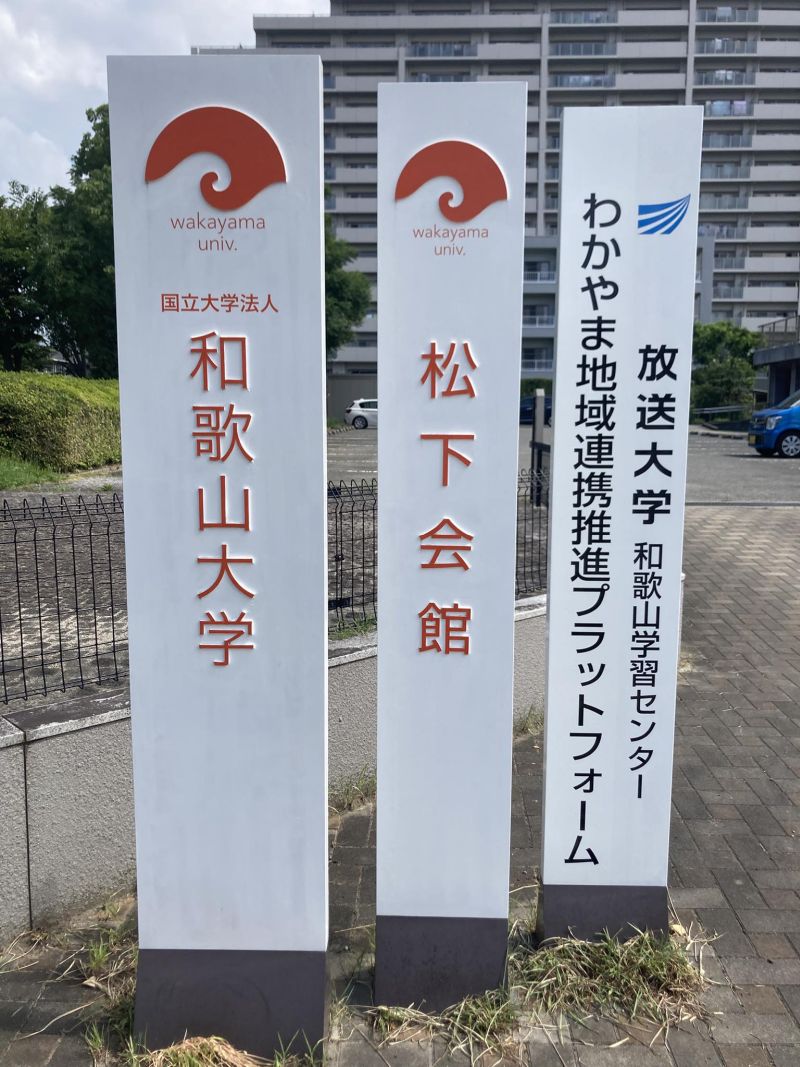 wakayama
univ.
国立大学法人
和歌山大学
wakayama
univ.
松下会館
放送大学 和歌山学習センター
わかやま地域連携推進プラットフォーム